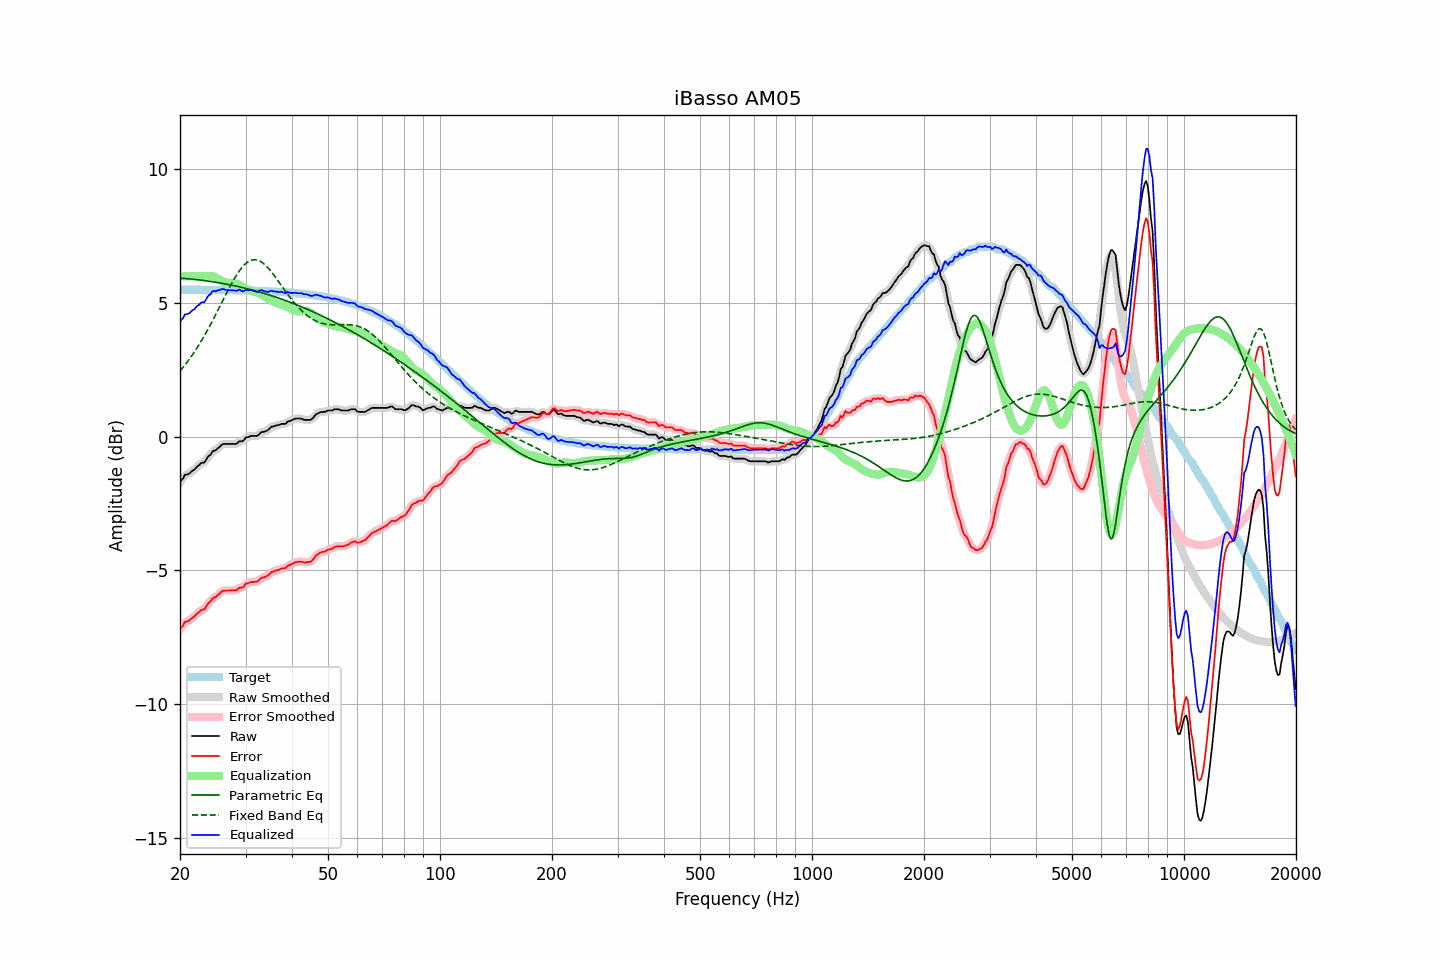 iBasso AM05
Amplitude (dBr)
10
5
0
−5
−10
−15
Target
Raw Smoothed
Error Smoothed
Raw
Error
Equalization
Parametric Eq
Fixed Band Eq
Equalized
20 50 100 200 500 1000 2000 5000 10000 20000
Frequency (Hz)